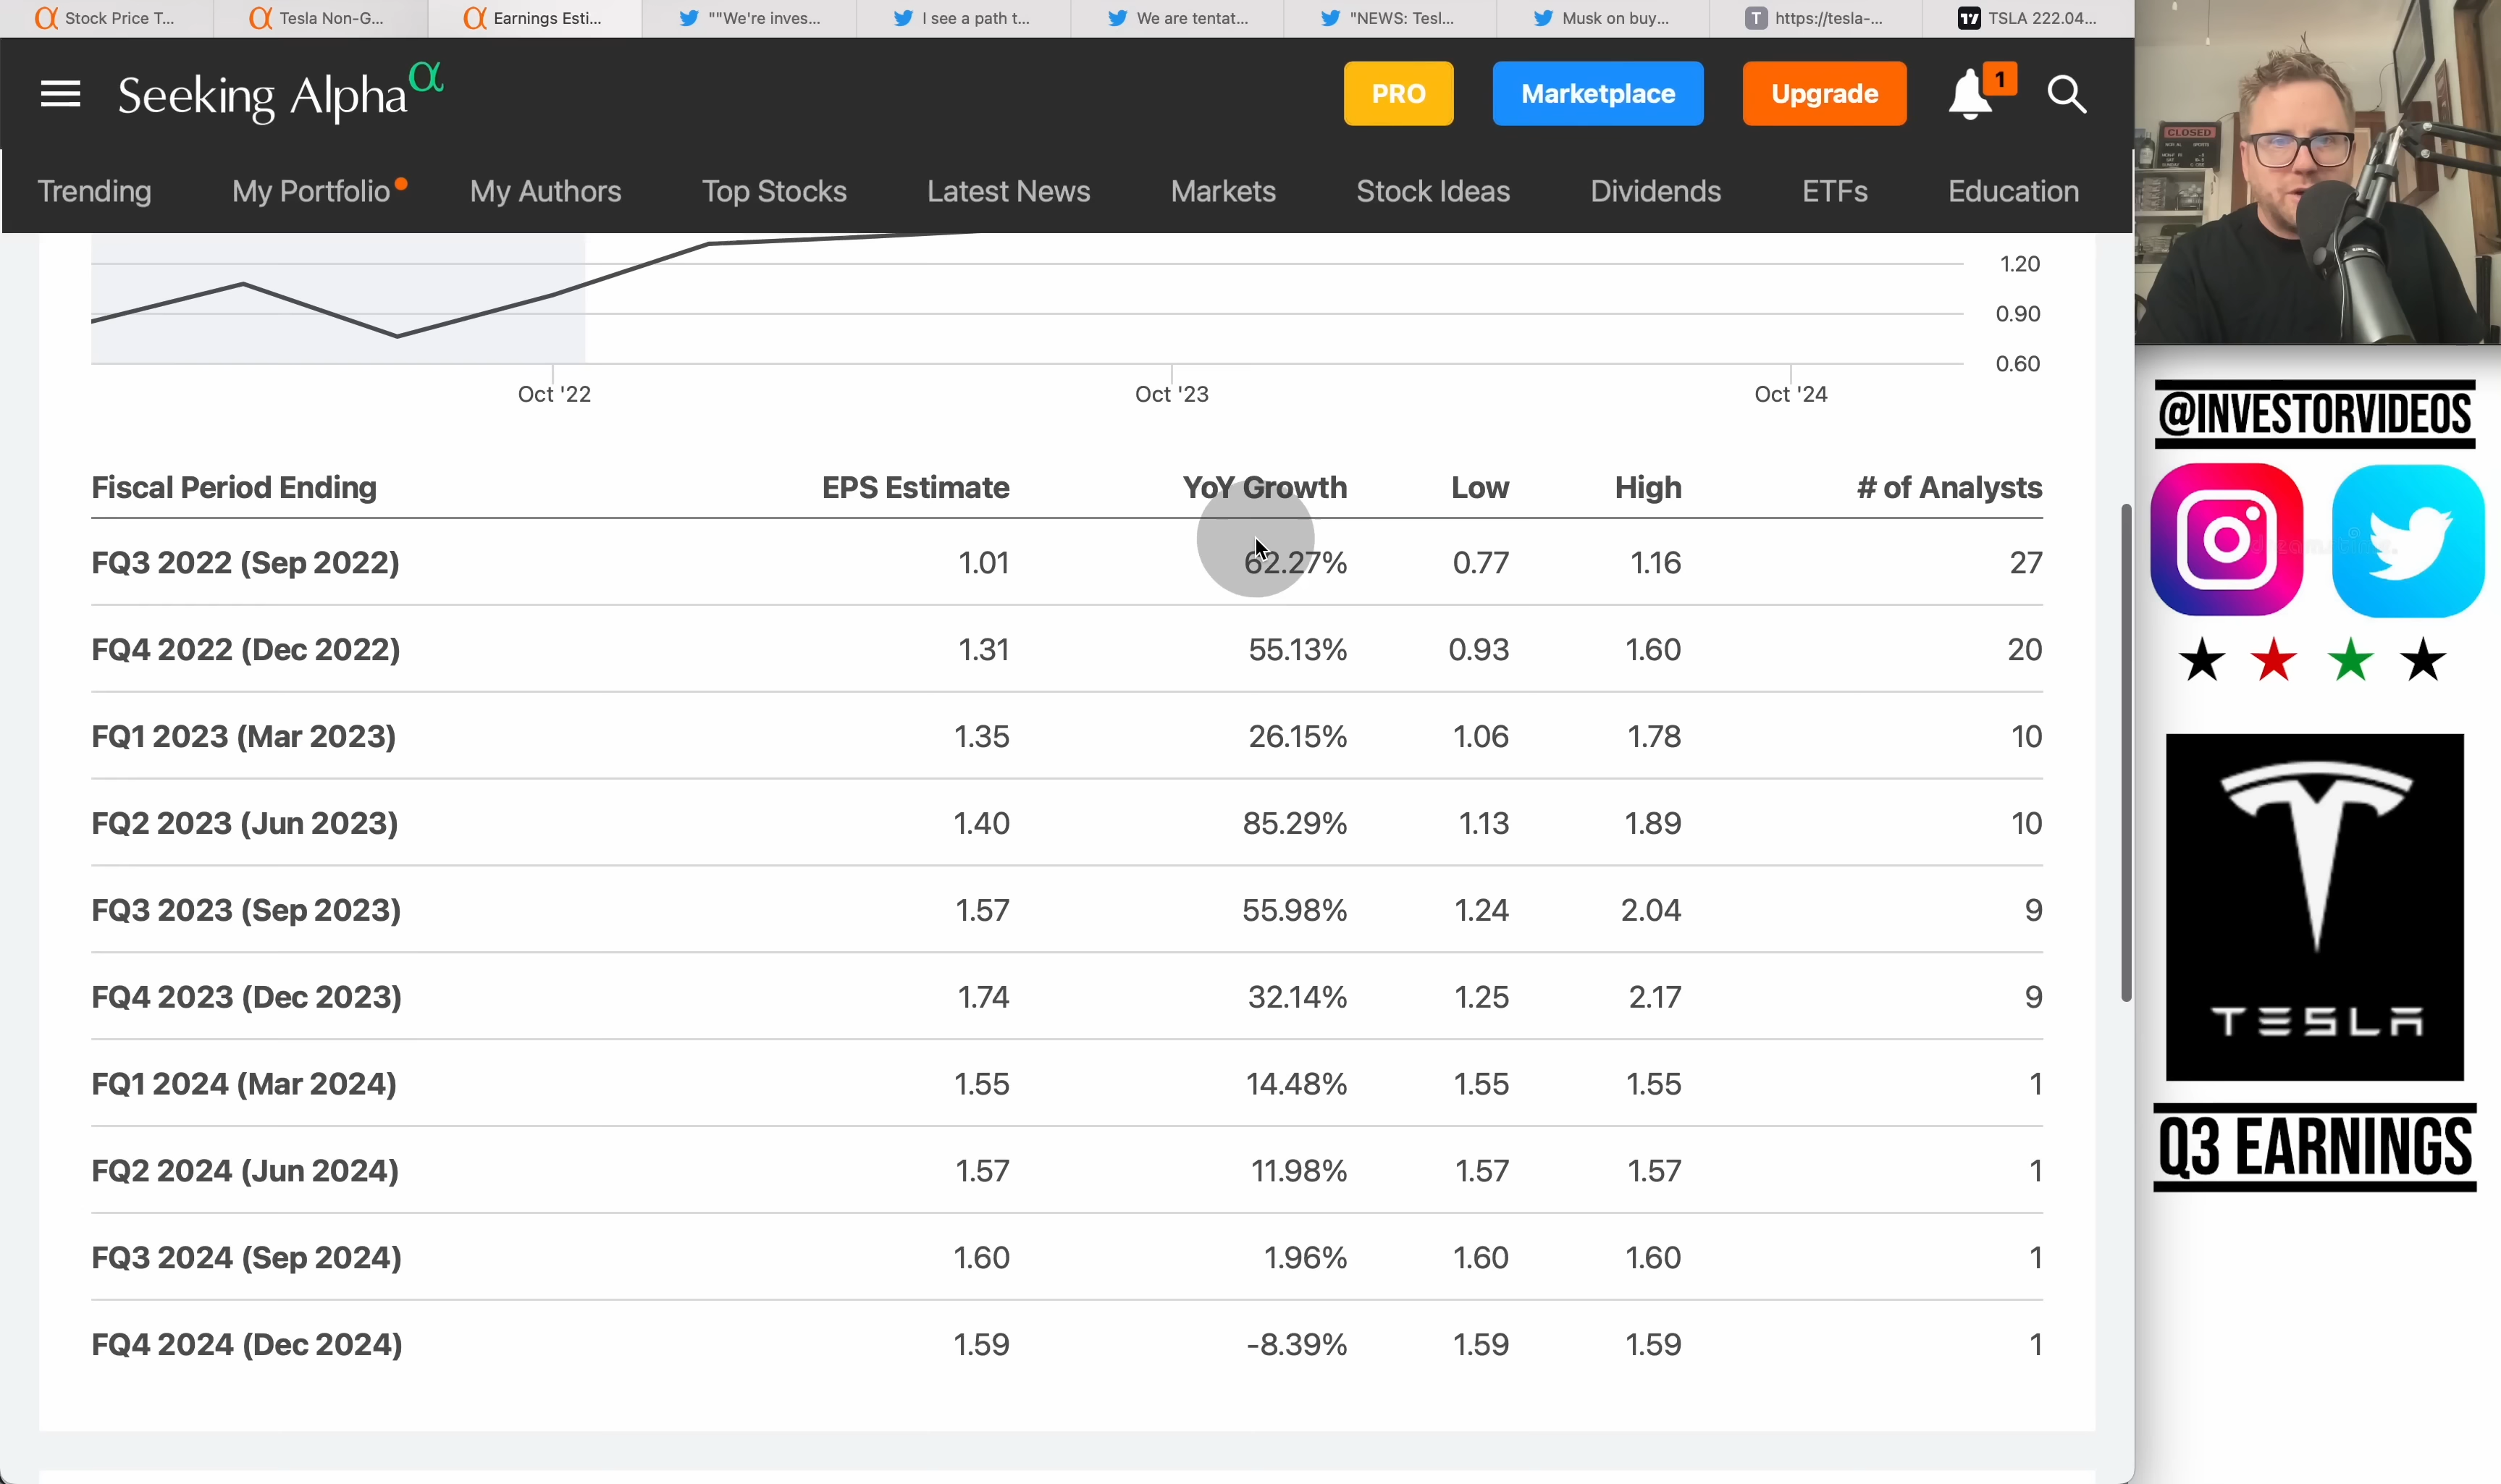 Stock Price T...
Tesla Non-G...
Earnings Esti...
""We're inves...
I see a path t...
We are tentat...
"NEWS: Tesl...
Musk on buy...
T https://tesla-...
TSLA 222.04...
Seeking Alpha α
PRO
Marketplace
Upgrade
1
Trending My Portfolio My Authors Top Stocks Latest News Markets Stock Ideas Dividends ETFs Education
CLOSED
1.20
0.90
0.60
Oct '22 Oct '23 Oct '24
Fiscal Period Ending EPS Estimate YoY Growth Low High # of Analysts
FQ3 2022 (Sep 2022) 1.01 62.27% 0.77 1.16 27
FQ4 2022 (Dec 2022) 1.31 55.13% 0.93 1.60 20
FQ1 2023 (Mar 2023) 1.35 26.15% 1.06 1.78 10
FQ2 2023 (Jun 2023) 1.40 85.29% 1.13 1.89 10
FQ3 2023 (Sep 2023) 1.57 55.98% 1.24 2.04 9
FQ4 2023 (Dec 2023) 1.74 32.14% 1.25 2.17 9
FQ1 2024 (Mar 2024) 1.55 14.48% 1.55 1.55 1
FQ2 2024 (Jun 2024) 1.57 11.98% 1.57 1.57 1
FQ3 2024 (Sep 2024) 1.60 1.96% 1.60 1.60 1
FQ4 2024 (Dec 2024) 1.59 -8.39% 1.59 1.59 1
@INVESTORVIDEOS
TESLA
Q3 EARNINGS